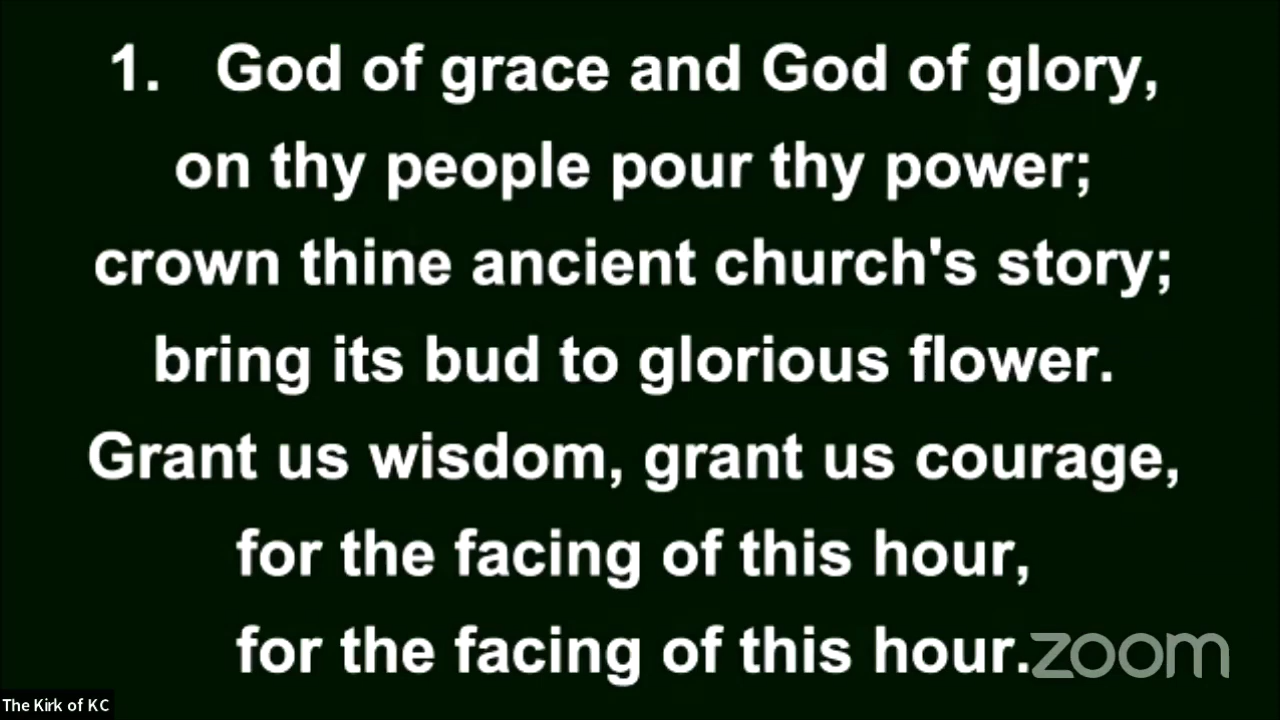 1. God of grace and God of glory,
on thy people pour thy power;
crown thine ancient church's story;
bring its bud to glorious flower.
Grant us wisdom, grant us courage,
for the facing of this hour,
for the facing of this hour.
zoom
The Kirk of KC